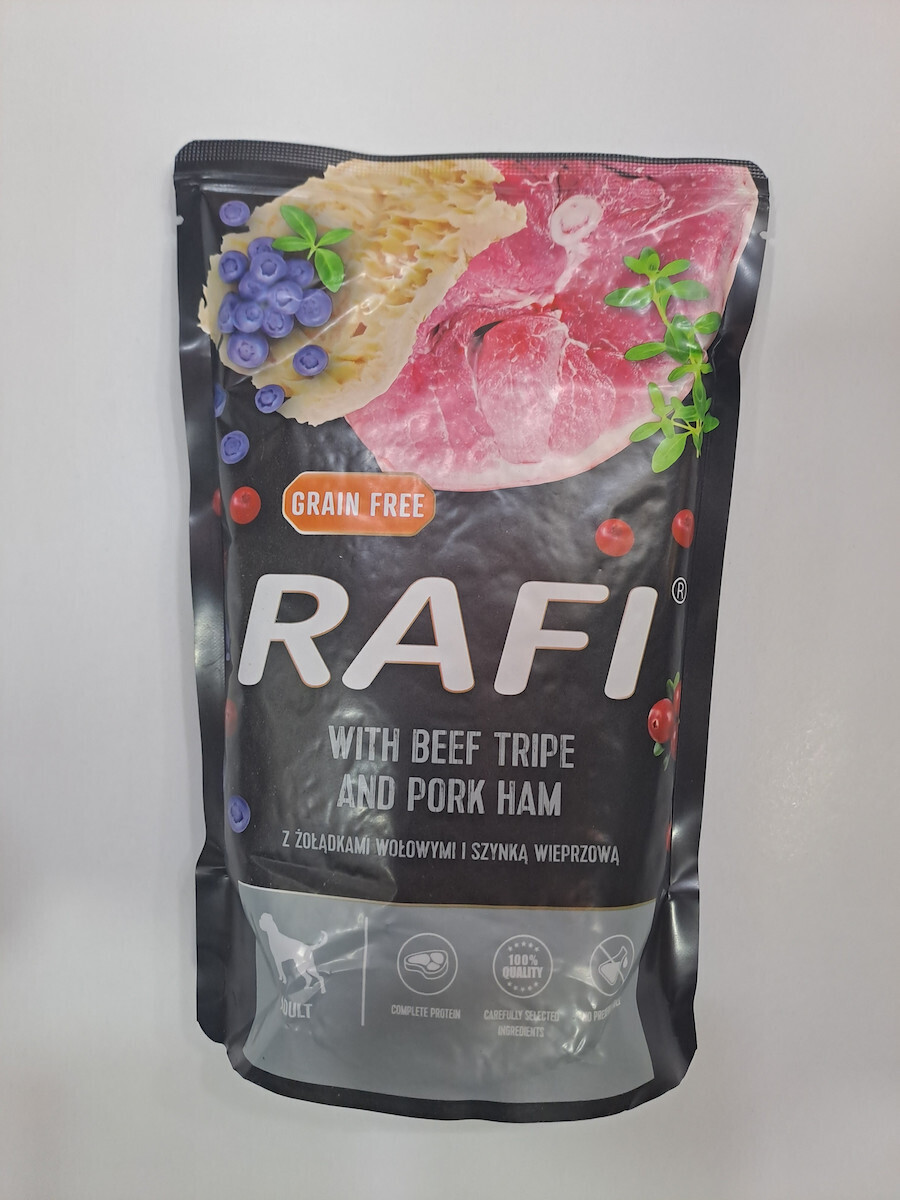 GRAIN FREE
RAFI®
WITH BEEF TRIPE
AND PORK HAM
Z ŻOŁĄDKAMI WOŁOWYMI I SZYNKĄ WIEPRZOWĄ
ADULT
COMPLETE PROTEIN
100%
QUALITY
CAREFULLY SELECTED
INGREDIENTS